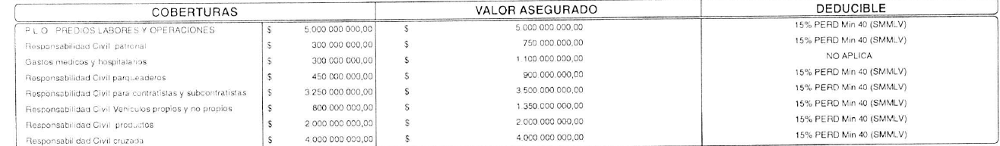 COBERTURAS VALOR ASEGURADO DEDUCIBLE
P.L.O. PREDIOS LABORES Y OPERACIONES $ 5.000.000.000,00 $ 5.000.000.000,00 15% PERD Min 40 (SMMLV)
Responsabilidad Civil patronal $ 300.000.000,00 $ 750.000.000,00 15% PERD Min 40 (SMMLV)
Gastos medicos y hospitalarios $ 300.000.000,00 $ 1.100.000.000,00 NO APLICA
Responsabilidad Civil parqueaderos $ 450.000.000,00 $ 900.000.000,00 15% PERD Min 40 (SMMLV)
Responsabilidad Civil para contratistas y subcontratistas $ 3.250.000.000,00 $ 3.500.000.000,00 15% PERD Min 40 (SMMLV)
Responsabilidad Civil Vehiculos propios y no propios $ 800.000.000,00 $ 1.350.000.000,00 15% PERD Min 40 (SMMLV)
Responsabilidad Civil productos $ 2.000.000.000,00 $ 2.000.000.000,00 15% PERD Min 40 (SMMLV)
Responsabilidad Civil cruzada $ 4.000.000.000,00 $ 4.000.000.000,00 15% PERD Min 40 (SMMLV)